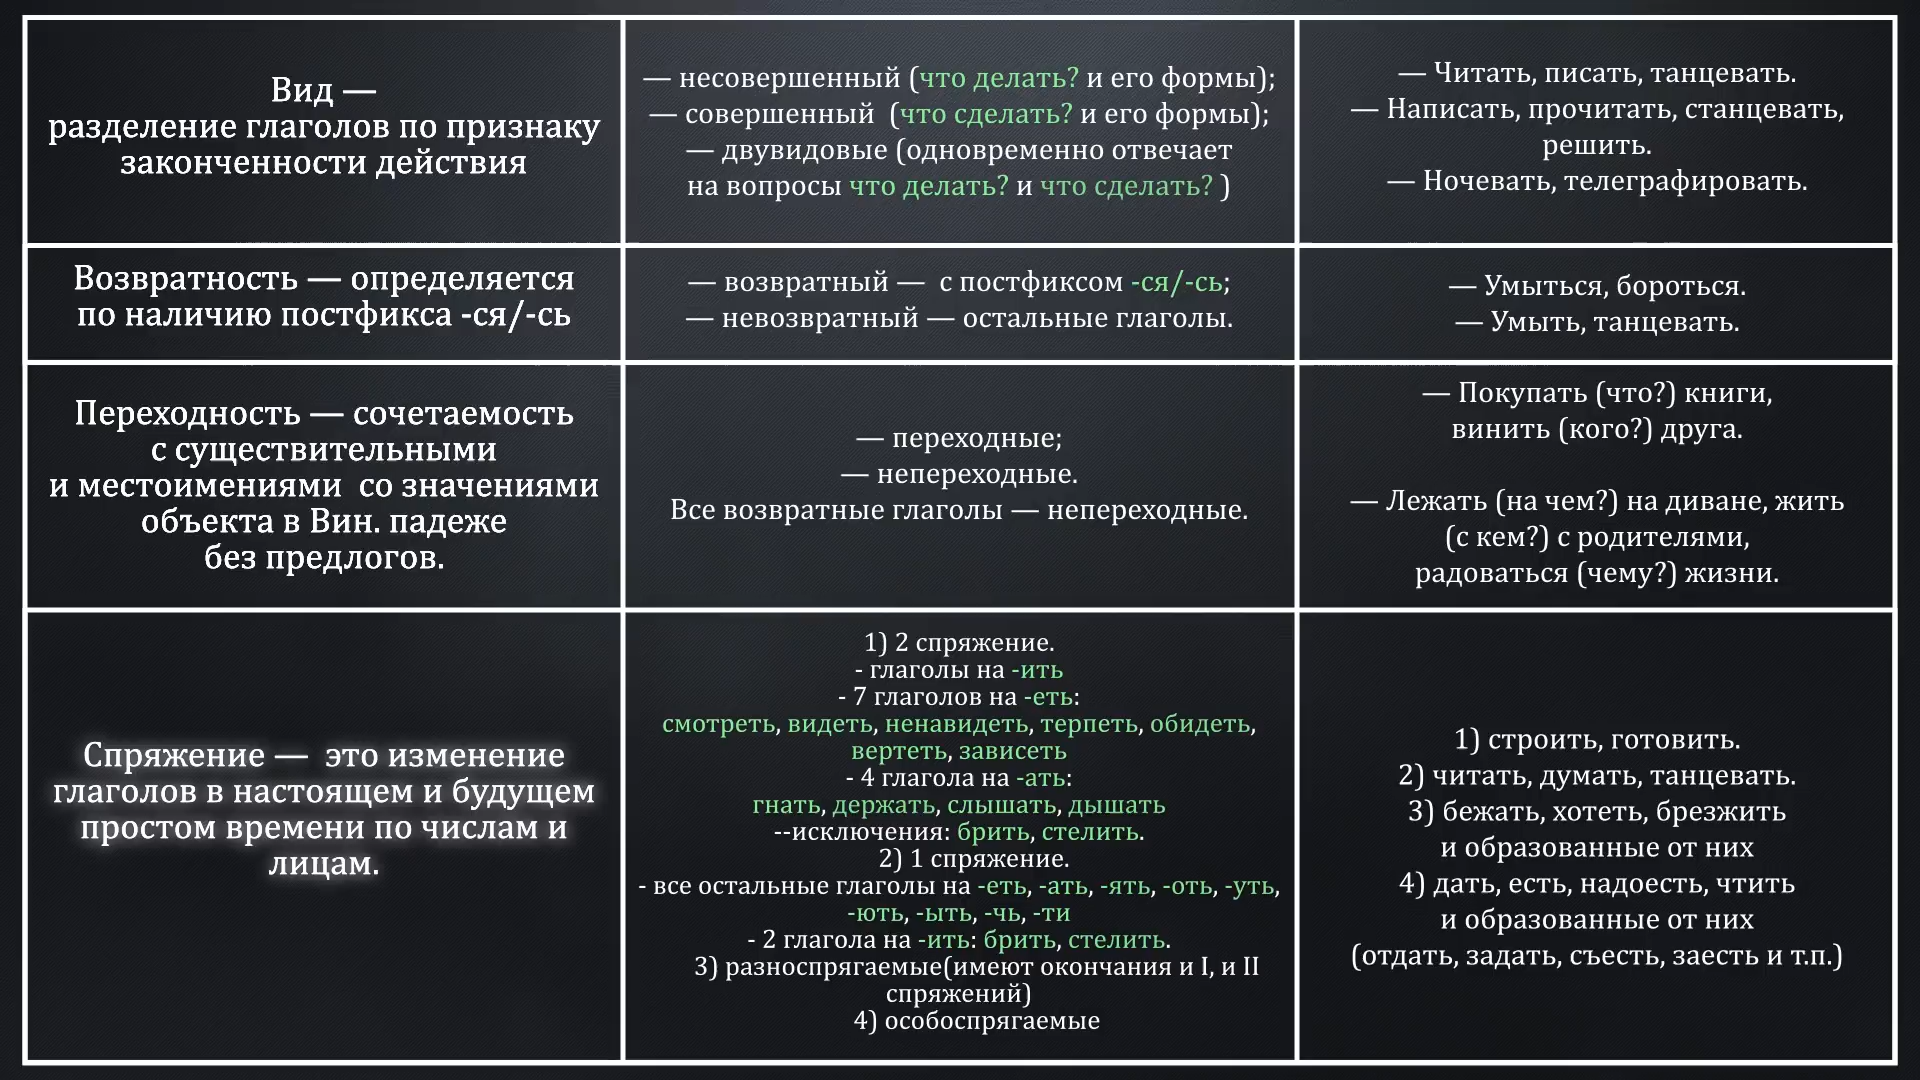 Вид —
разделение глаголов по признаку
законченности действия
— несовершенный (что делать? и его формы);
— совершенный (что сделать? и его формы);
— двувидовые (одновременно отвечает
на вопросы что делать? и что сделать? )
— Читать, писать, танцевать.
— Написать, прочитать, станцевать,
решить.
— Ночевать, телеграфировать.
Возвратность — определяется
по наличию постфикса -ся/-сь
— возвратный — с постфиксом -ся/-сь;
— невозвратный — остальные глаголы.
— Умыться, бороться.
— Умыть, танцевать.
Переходность — сочетаемость
с существительными
и местоимениями со значениями
объекта в Вин. падеже
без предлогов.
— переходные;
— непереходные.
Все возвратные глаголы — непереходные.
— Покупать (что?) книги,
винить (кого?) друга.
— Лежать (на чем?) на диване, жить
(с кем?) с родителями,
радоваться (чему?) жизни.
Спряжение — это изменение
глаголов в настоящем и будущем
простом времени по числам и
лицам.
1) 2 спряжение.
- глаголы на -ить
- 7 глаголов на -еть:
смотреть, видеть, ненавидеть, терпеть, обидеть,
вертеть, зависеть
- 4 глагола на -ать:
гнать, держать, слышать, дышать
--исключения: брить, стелить.
2) 1 спряжение.
- все остальные глаголы на -еть, -ать, -ять, -оть, -уть,
-ють, -ыть, -чь, -ти
- 2 глагола на -ить: брить, стелить.
3) разноспрягаемые(имеют окончания и I, и II
спряжений)
4) особоспрягаемые
1) строить, готовить.
2) читать, думать, танцевать.
3) бежать, хотеть, брезжить
и образованные от них
4) дать, есть, надоесть, чтить
и образованные от них
(отдать, задать, съесть, заесть и т.п.)